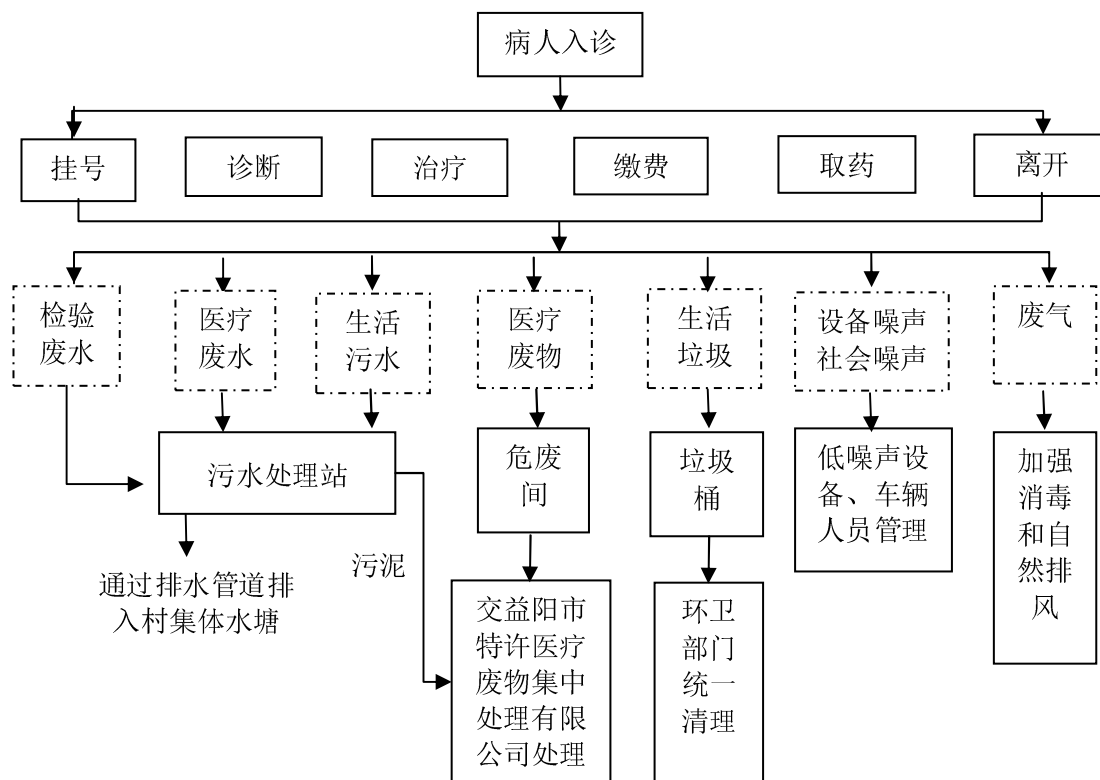 病人入诊
挂号
诊断
治疗
缴费
取药
离开
检验
废水
医疗
废水
生活
污水
医疗
废物
生活
垃圾
设备噪声
社会噪声
废气
污水处理站
危废
间
垃圾
桶
低噪声设
备、车辆
人员管理
加强
消毒
和自
然排
风
污泥
通过排水管道排
入村集体水塘
交益阳市
特许医疗
废物集中
处理有限
公司处理
环卫
部门
统一
清理